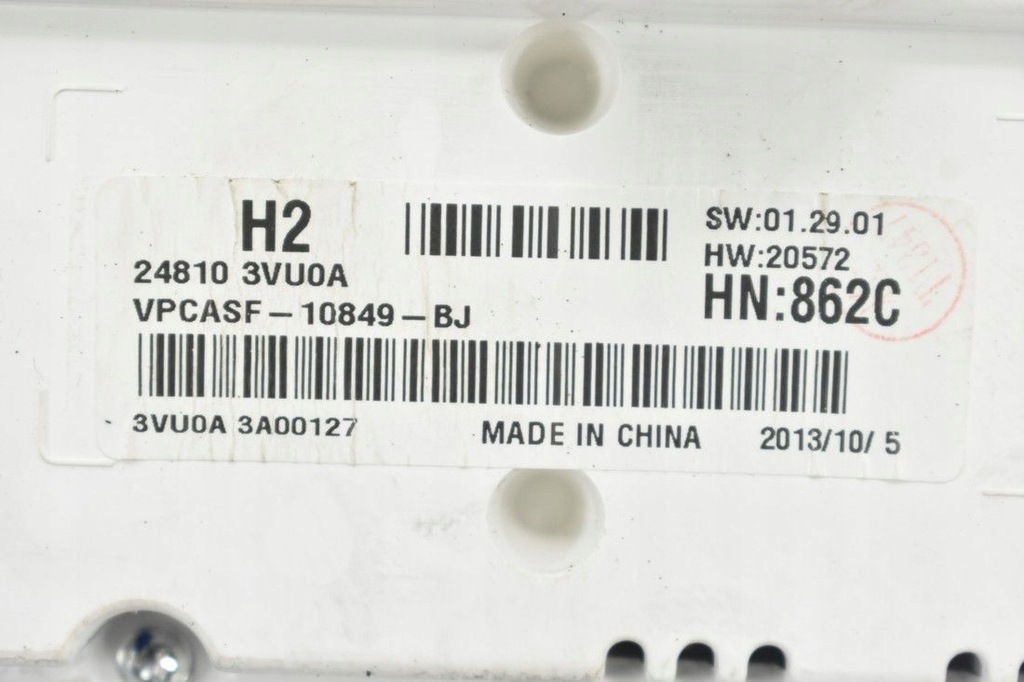 H2
24810 3VU0A
VPCASF-10849-BJ
SW:01.29.01
HW:20572
HN:862C
3VU0A 3A00127
MADE IN CHINA
2013/10/ 5